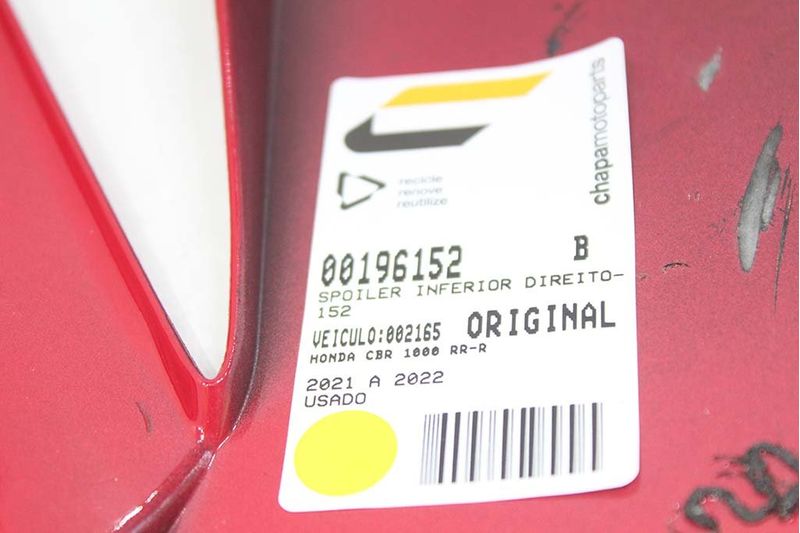 chapamotoparts
recicle
renove
reutilize
00196152 B
SPOILER INFERIOR DIREITO-
152
VEICULO:002165 ORIGINAL
HONDA CBR 1000 RR-R
2021 A 2022
USADO